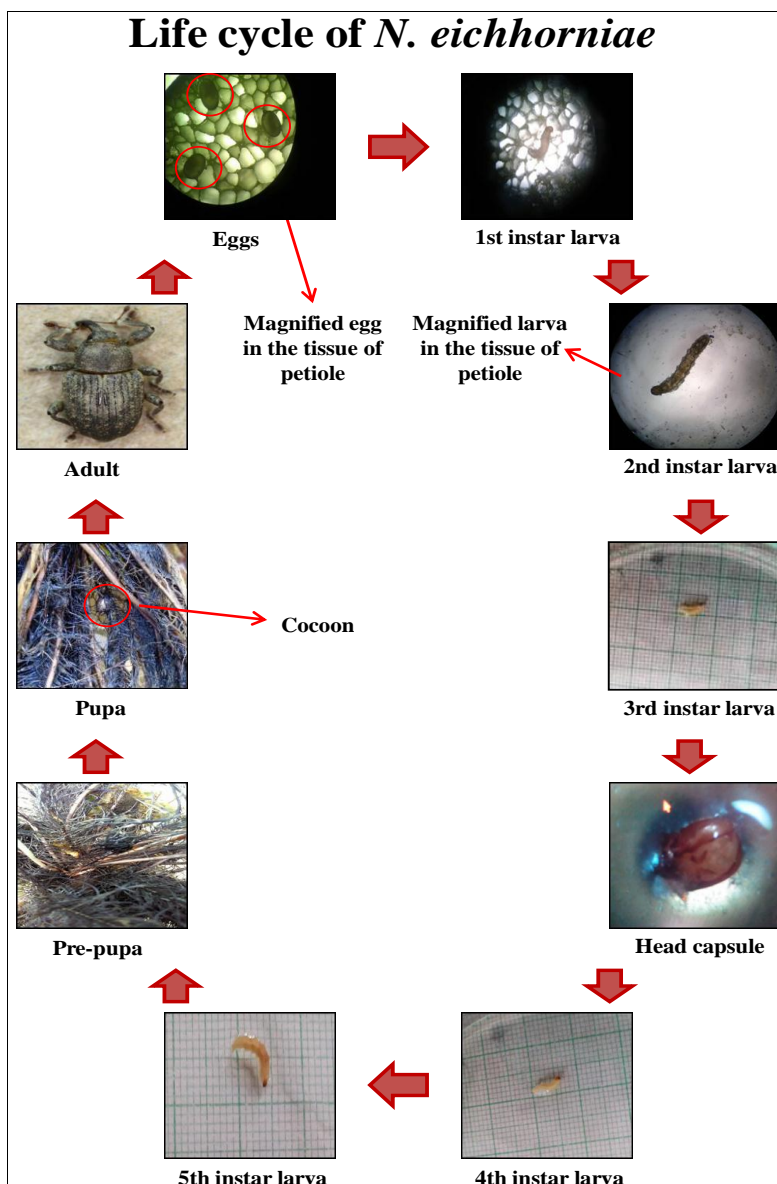 Life cycle of N. eichhorniae
Eggs
1st instar larva
Magnified egg
in the tissue of
petiole
Magnified larva
in the tissue of
petiole
2nd instar larva
Adult
Cocoon
Pupa
3rd instar larva
Head capsule
Pre-pupa
5th instar larva
4th instar larva